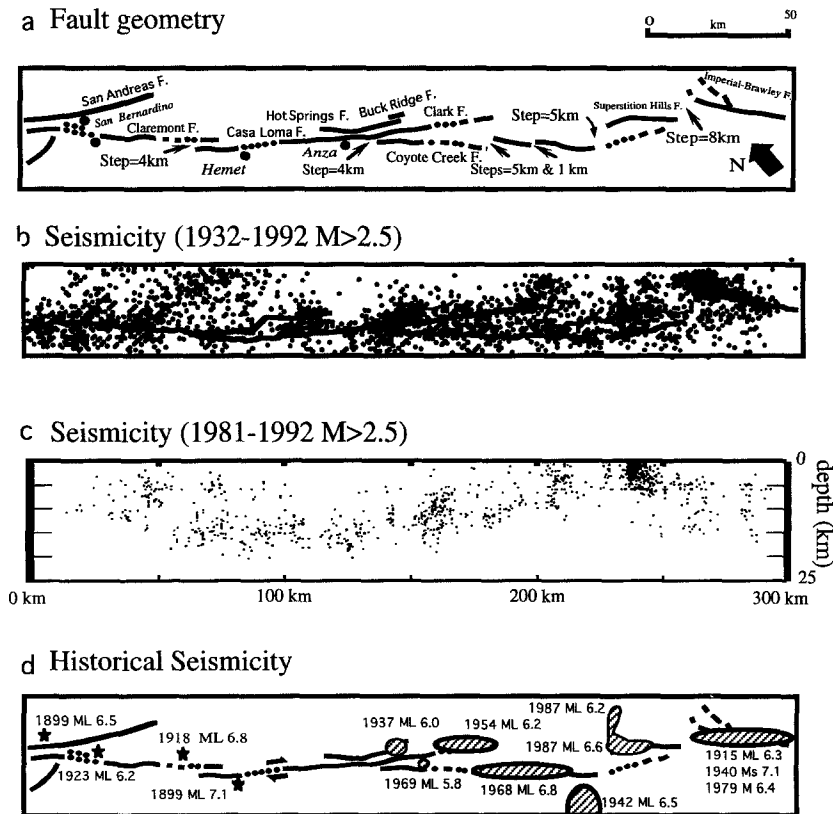 a Fault geometry
0 km 50
San Andreas F.
San Bernardino
Claremont F.
Casa Loma F.
Hot Springs F.
Buck Ridge F.
Clark F.
Step=5km
Superstition Hills F.
Imperial-Brawley F.
Step=4km
Hemet
Anza
Step=4km
Coyote Creek F.
Steps=5km & 1 km
Step=8km
N
b Seismicity (1932-1992 M>2.5)
c Seismicity (1981-1992 M>2.5)
0
depth (km)
25
0 km 100 km 200 km 300 km
d Historical Seismicity
1899 ML 6.5
1918 ML 6.8
1923 ML 6.2
1899 ML 7.1
1937 ML 6.0
1954 ML 6.2
1987 ML 6.2
1987 ML 6.6
1969 ML 5.8
1968 ML 6.8
1942 ML 6.5
1915 ML 6.3
1940 Ms 7.1
1979 M 6.4